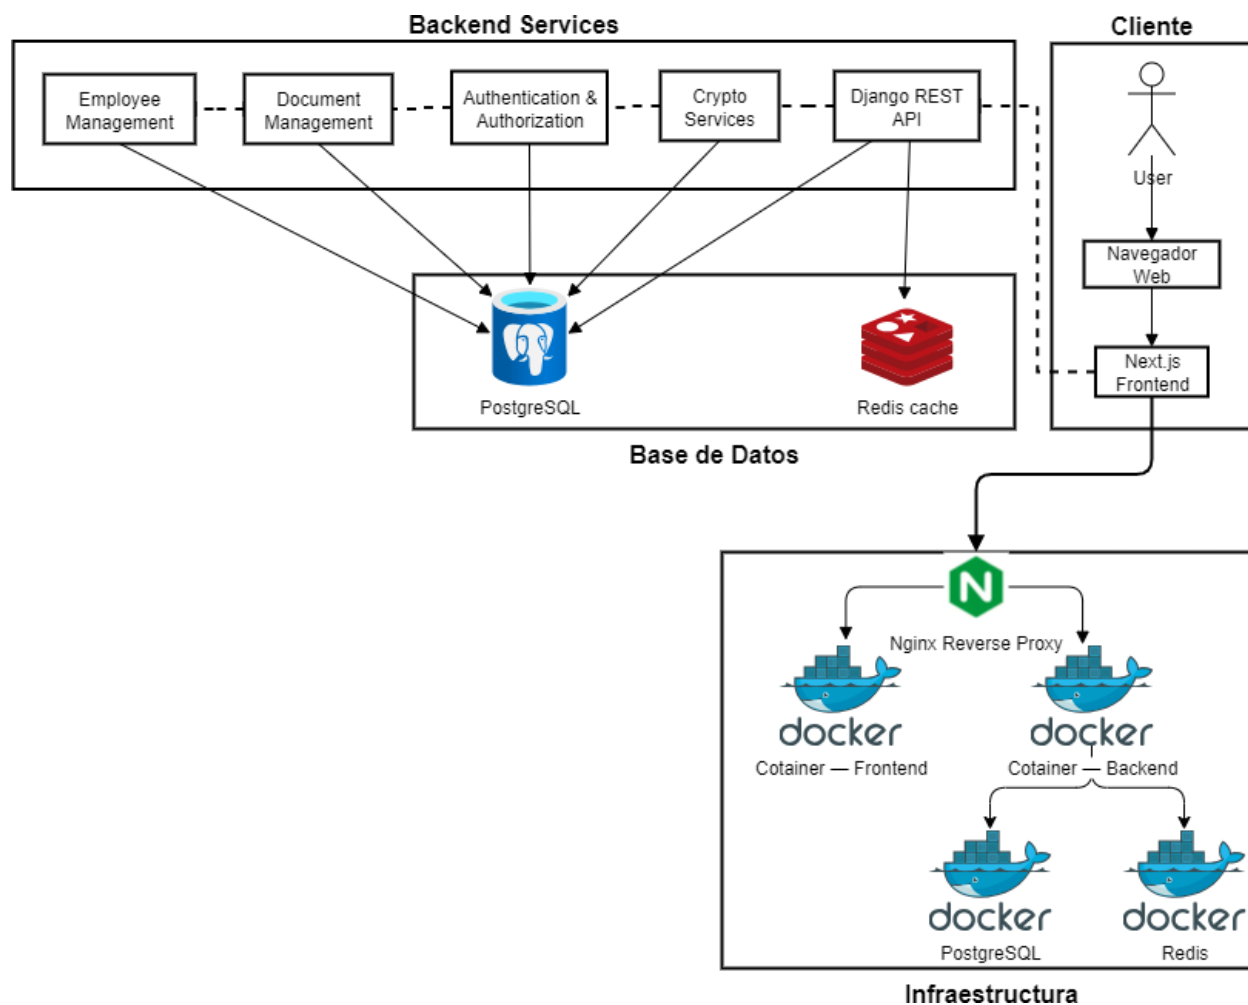 Backend Services
Cliente
Employee
Management
Document
Management
Authentication &
Authorization
Crypto
Services
Django REST
API
User
Navegador
Web
Next.js
Frontend
PostgreSQL
Redis cache
Base de Datos
N
Nginx Reverse Proxy
docker
docker
Cotainer — Frontend
Cotainer — Backend
docker
docker
PostgreSQL
Redis
Infraestructura